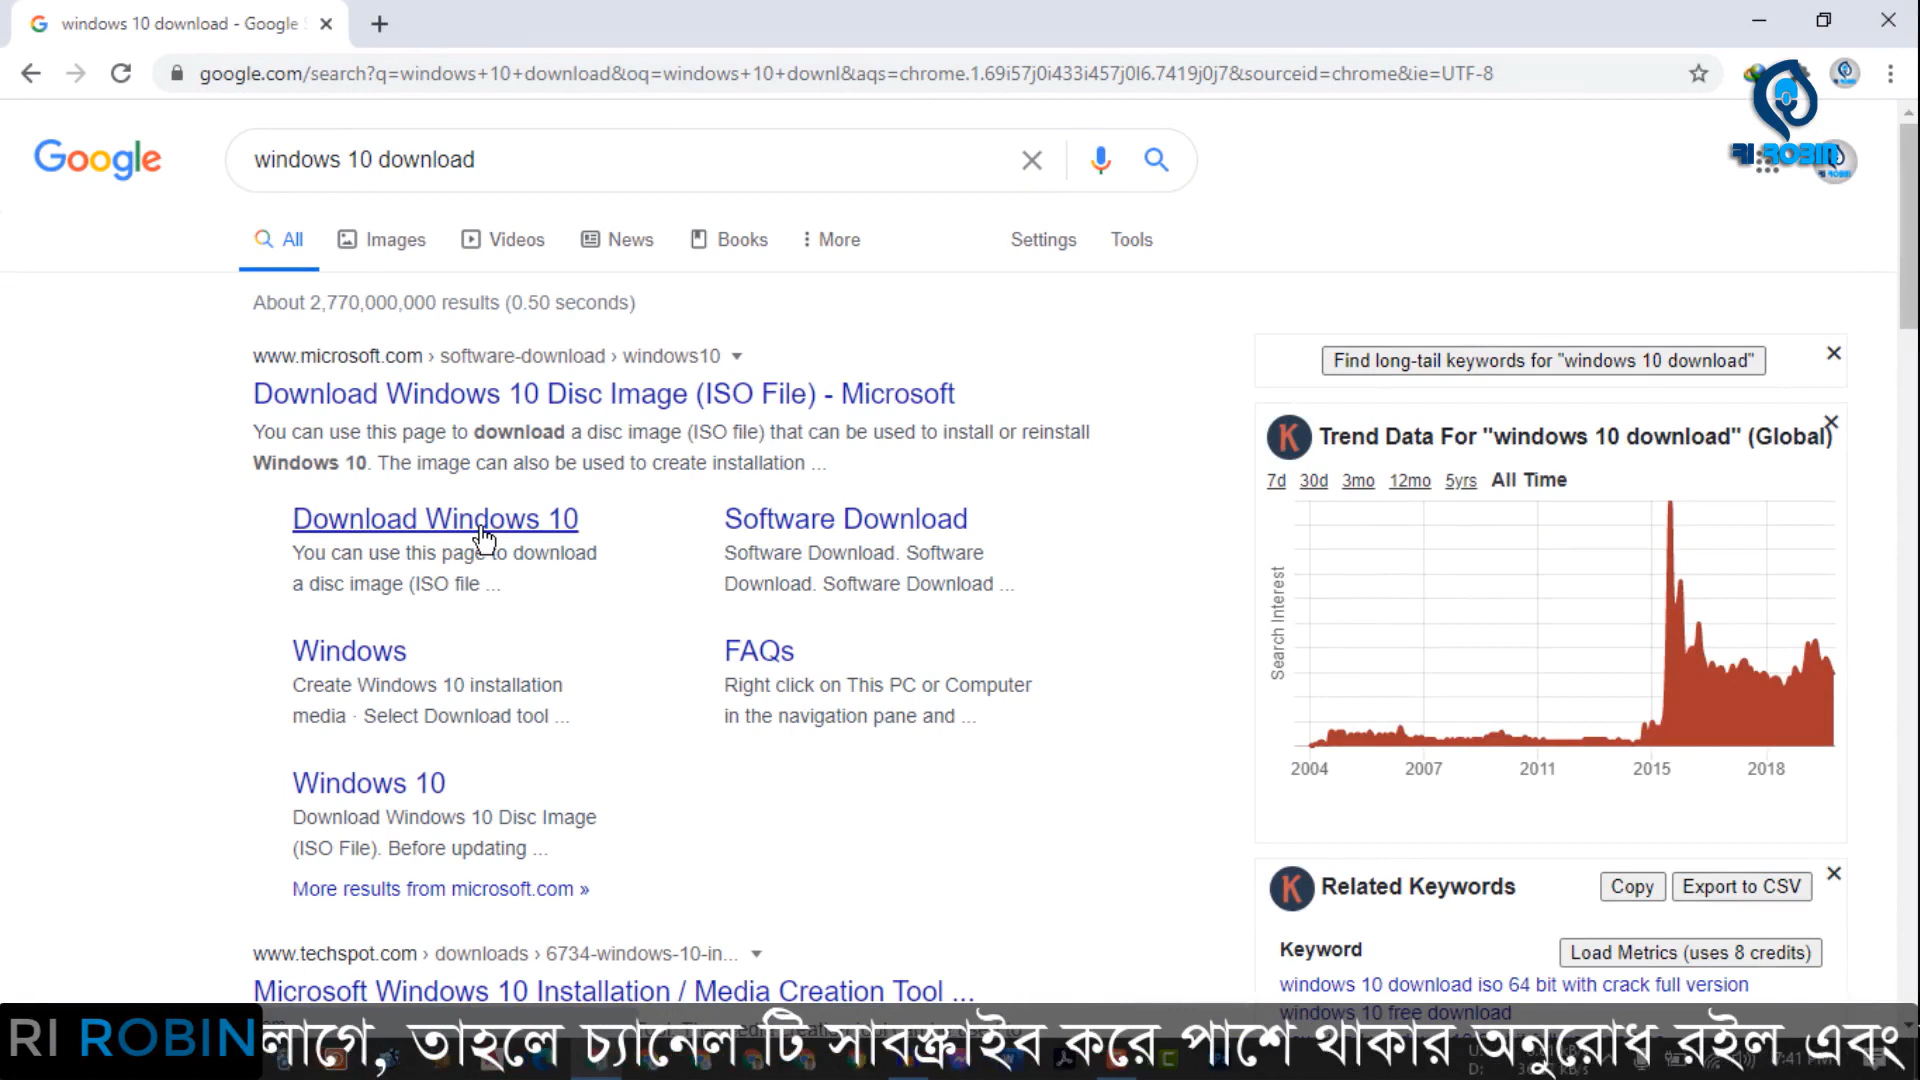 windows 10 download - Google
google.com/search?q=windows+10+download&oq=windows+10+downl&aqs=chrome.1.69i57j0i433i457j0l6.7419j0j7&sourceid=chrome&ie=UTF-8
RI ROBIN
Google
windows 10 download
All Images Videos News Books More Settings Tools
About 2,770,000,000 results (0.50 seconds)
www.microsoft.com › software-download › windows10
Download Windows 10 Disc Image (ISO File) - Microsoft
You can use this page to download a disc image (ISO file) that can be used to install or reinstall
Windows 10. The image can also be used to create installation ...
Download Windows 10
You can use this page to download
a disc image (ISO file ...
Software Download
Software Download. Software
Download. Software Download ...
Windows
Create Windows 10 installation
media · Select Download tool ...
FAQs
Right click on This PC or Computer
in the navigation pane and ...
Windows 10
Download Windows 10 Disc Image
(ISO File). Before updating ...
More results from microsoft.com »
www.techspot.com › downloads › 6734-windows-10-in...
Microsoft Windows 10 Installation / Media Creation Tool ...
Find long-tail keywords for "windows 10 download"
Trend Data For "windows 10 download" (Global)
7d 30d 3mo 12mo 5yrs All Time
Search Interest
2004 2007 2011 2015 2018
Related Keywords
Copy Export to CSV
Keyword
Load Metrics (uses 8 credits)
windows 10 download iso 64 bit with crack full version
windows 10 free download
RI ROBIN
লাগে, তাহলে চ্যানেল টি সাবস্ক্রাইব করে পাশে থাকার অনুরোধ রইল এবং